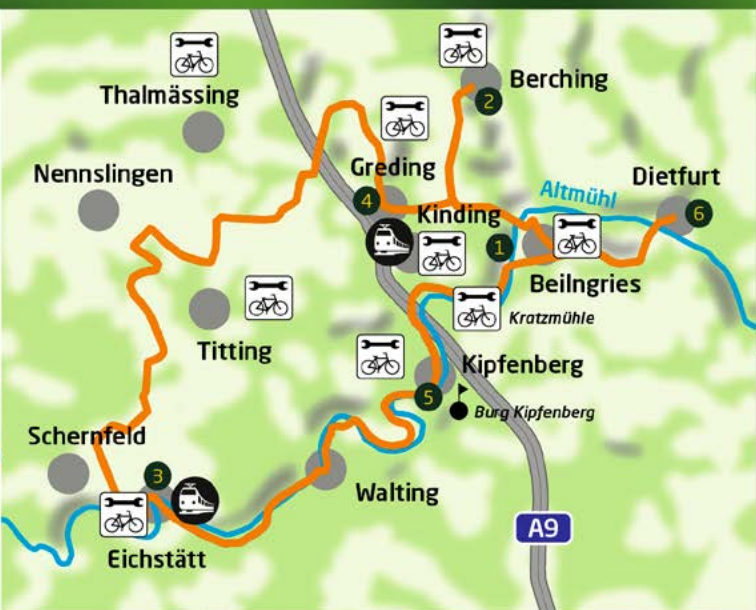 Thalmässing
Berching
2
Nennslingen
Greding
Dietfurt
4
Kinding
Altmühl
6
1
Beilngries
Kratzmühle
Titting
Kipfenberg
5
Burg Kipfenberg
Schernfeld
3
Walting
A9
Eichstätt